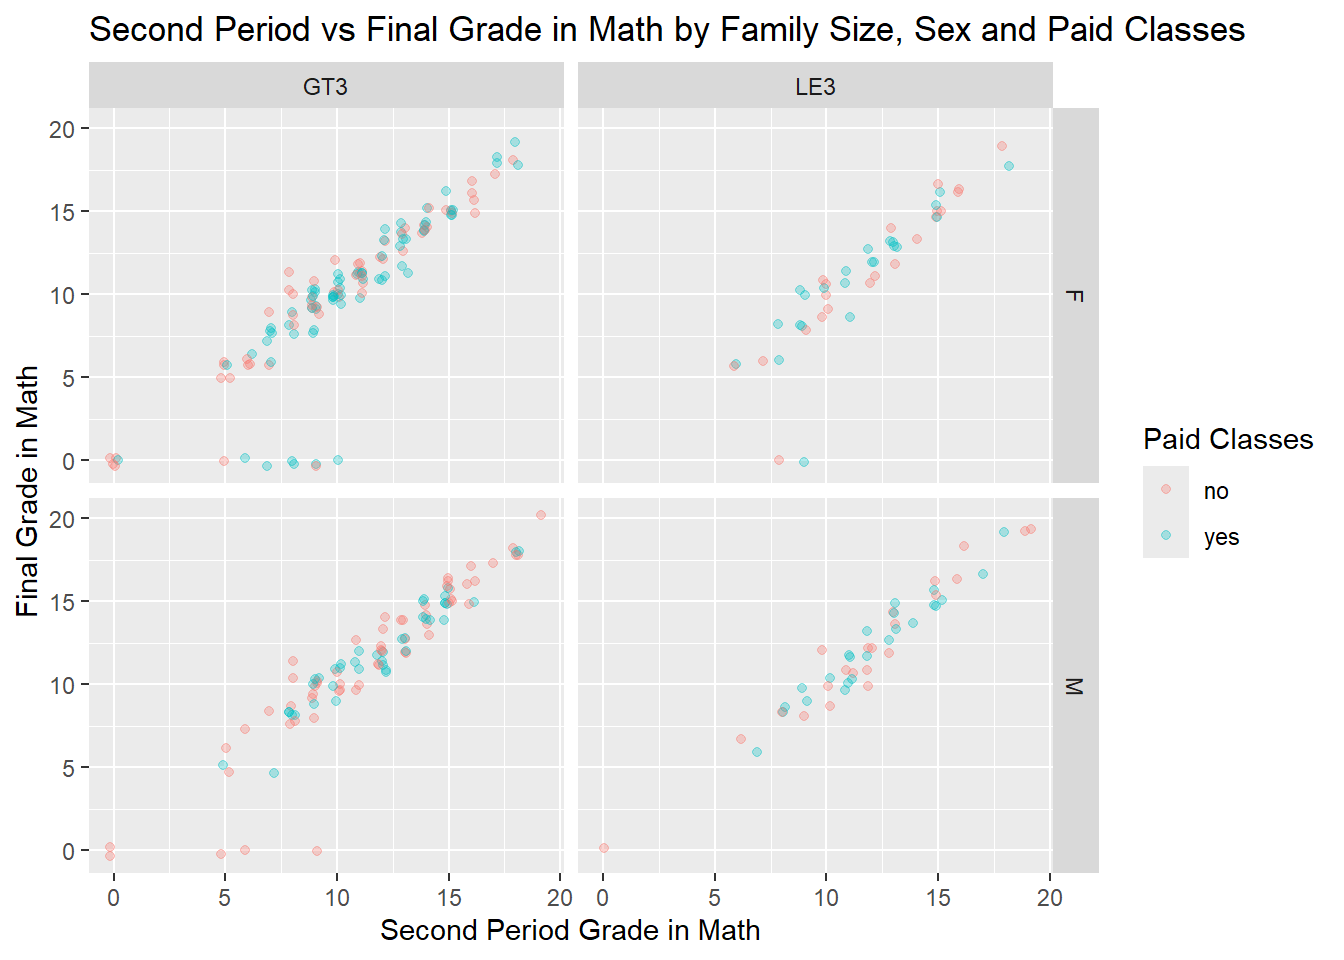 Second Period vs Final Grade in Math by Family Size, Sex and Paid Classes
GT3
LE3
20
15
10
5
0
F
20
15
10
5
0
M
0
5
10
15
20
0
5
10
15
20
Second Period Grade in Math
Final Grade in Math
Paid Classes
no
yes